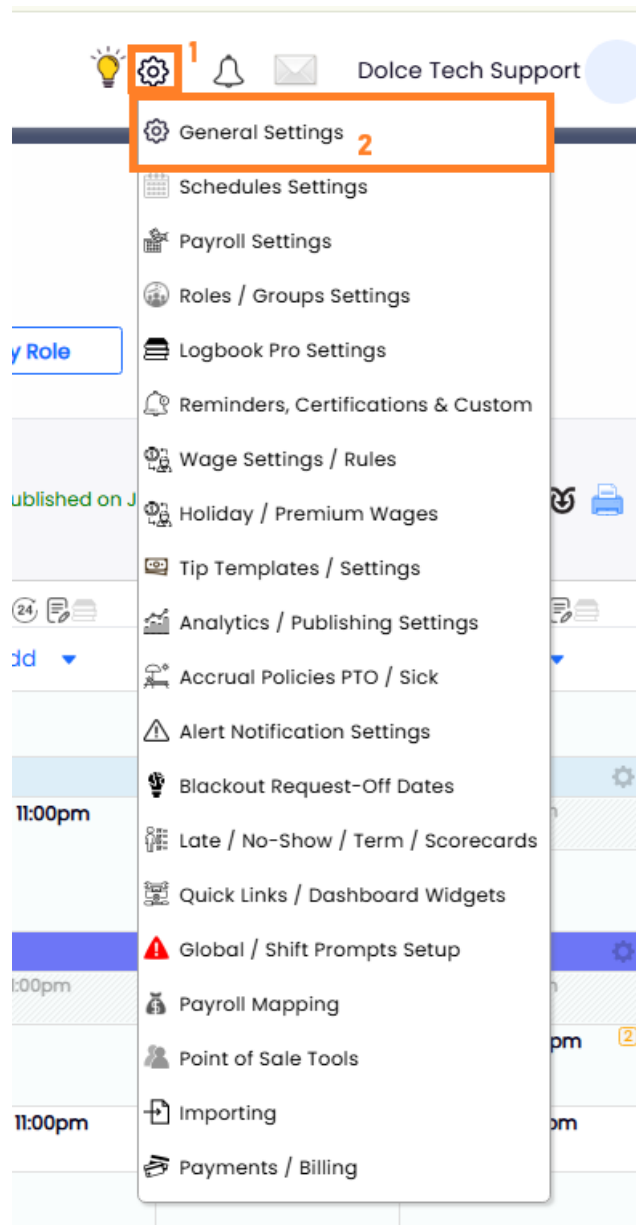 1
Dolce Tech Support
General Settings
2
Schedules Settings
Payroll Settings
Roles / Groups Settings
y Role
Logbook Pro Settings
Reminders, Certifications & Custom
Wage Settings / Rules
ublished on J
Holiday / Premium Wages
Tip Templates / Settings
24
Analytics / Publishing Settings
dd
Accrual Policies PTO / Sick
Alert Notification Settings
Blackout Request-Off Dates
11:00pm
Late / No-Show / Term / Scorecards
Quick Links / Dashboard Widgets
Global / Shift Prompts Setup
:00pm
Payroll Mapping
pm
2
Point of Sale Tools
Importing
11:00pm
pm
Payments / Billing